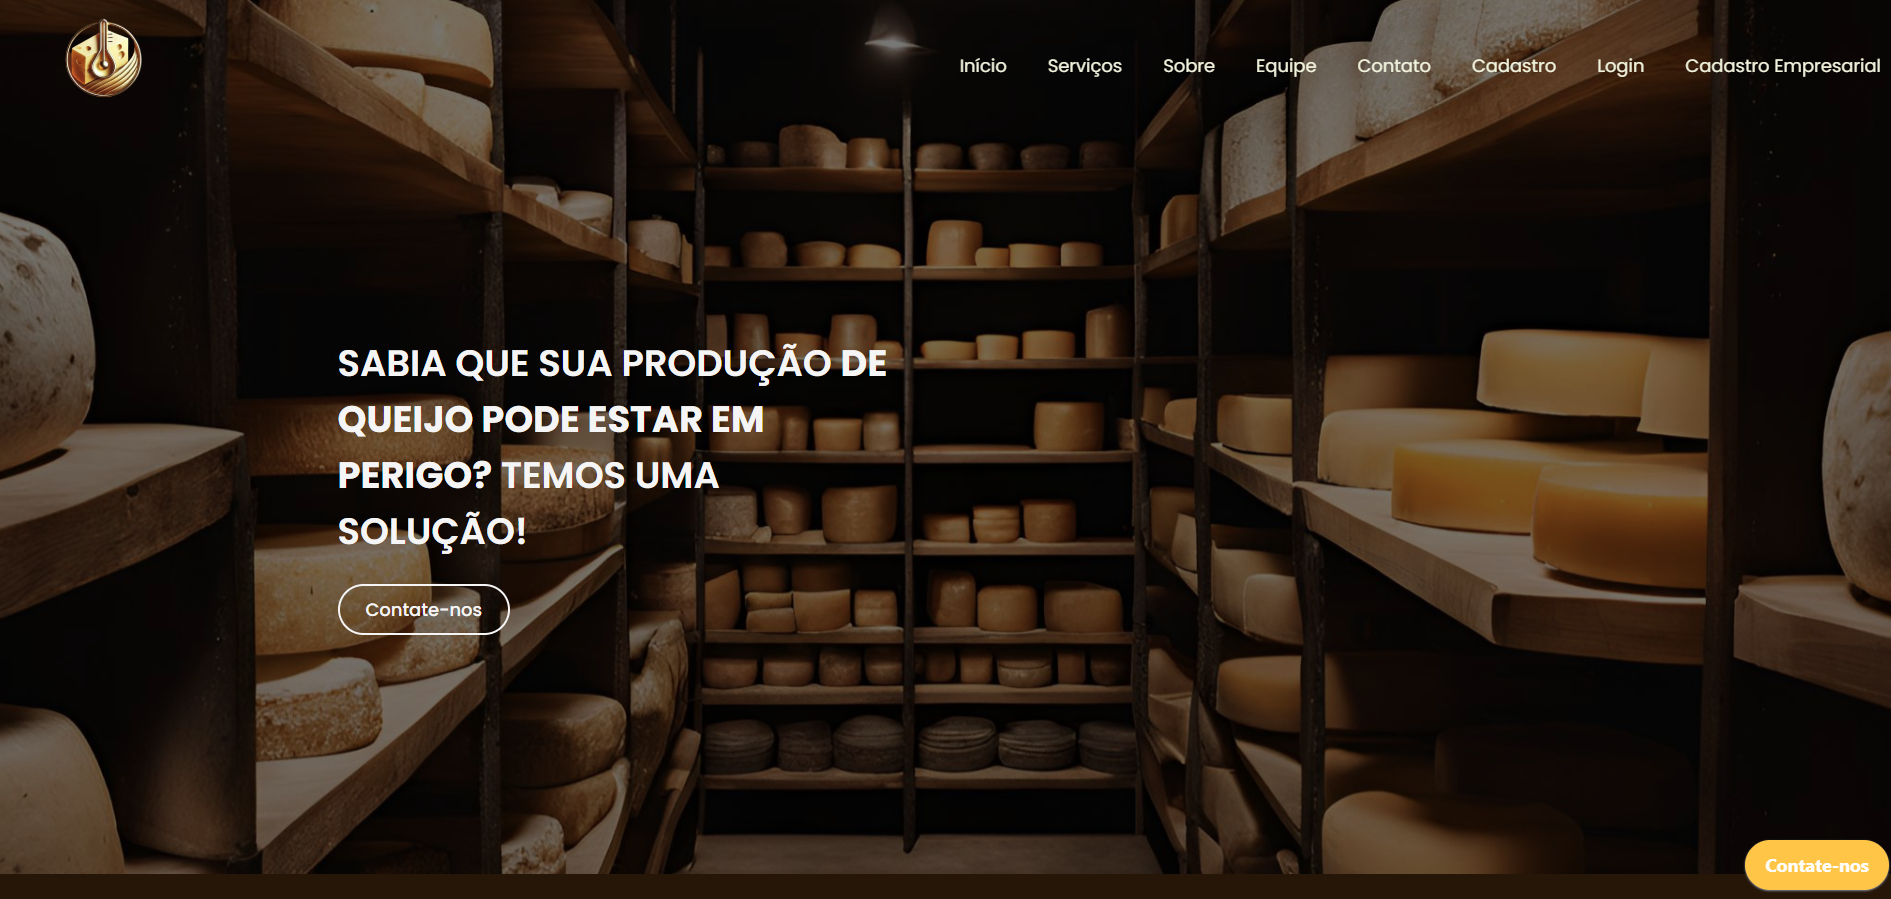 Início Serviços Sobre Equipe Contato Cadastro Login Cadastro Empresarial
SABIA QUE SUA PRODUÇÃO DE
QUEIJO PODE ESTAR EM
PERIGO? TEMOS UMA
SOLUÇÃO!
Contate-nos
Contate-nos